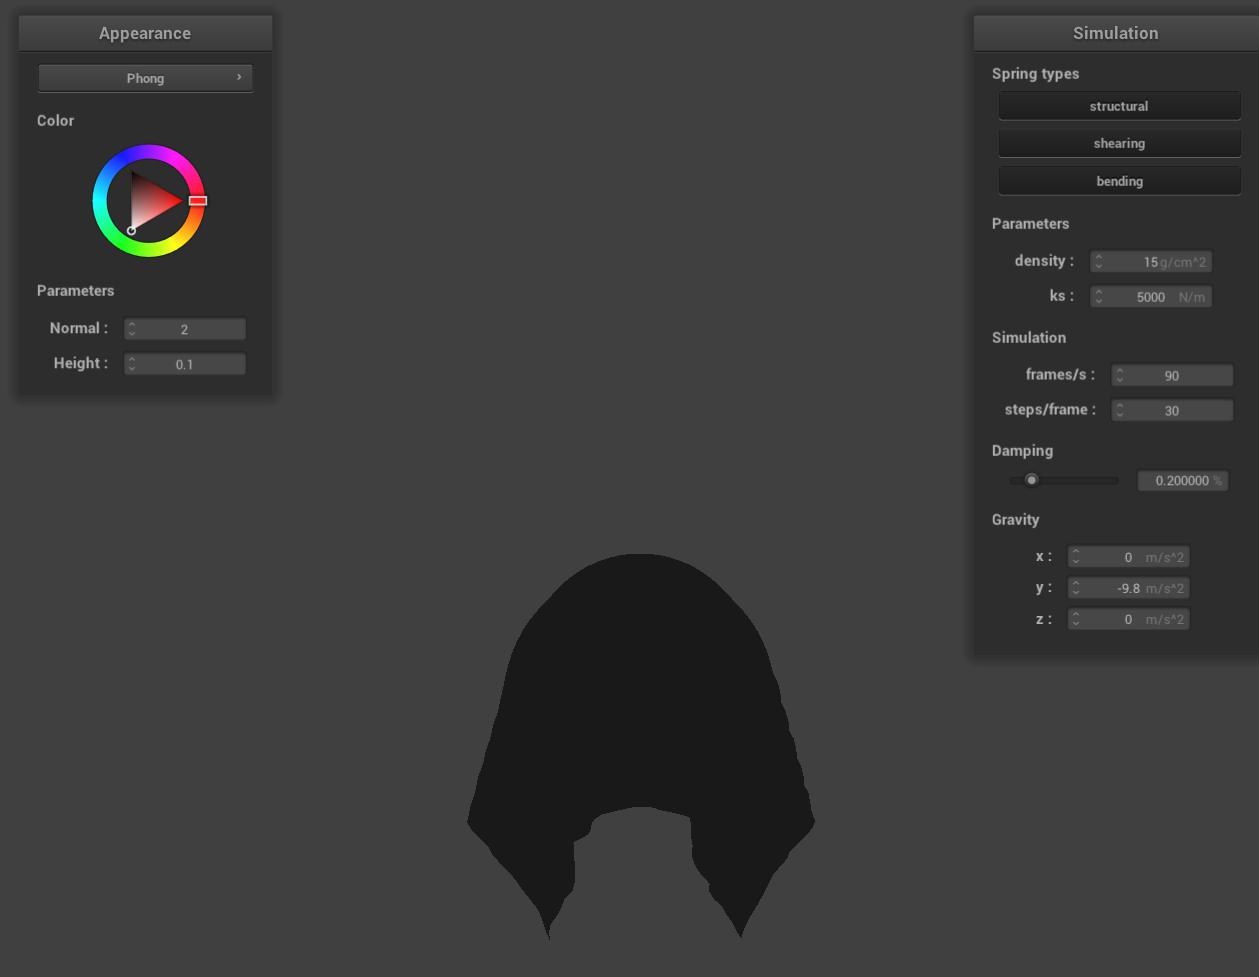 Appearance
Phong
Color
Parameters
Normal : 2
Height : 0.1
Simulation
Spring types
structural
shearing
bending
Parameters
density : 15 g/cm^2
ks : 5000 N/m
Simulation
frames/s : 90
steps/frame : 30
Damping
0.200000 %
Gravity
x : 0 m/s^2
y : -9.8 m/s^2
z : 0 m/s^2